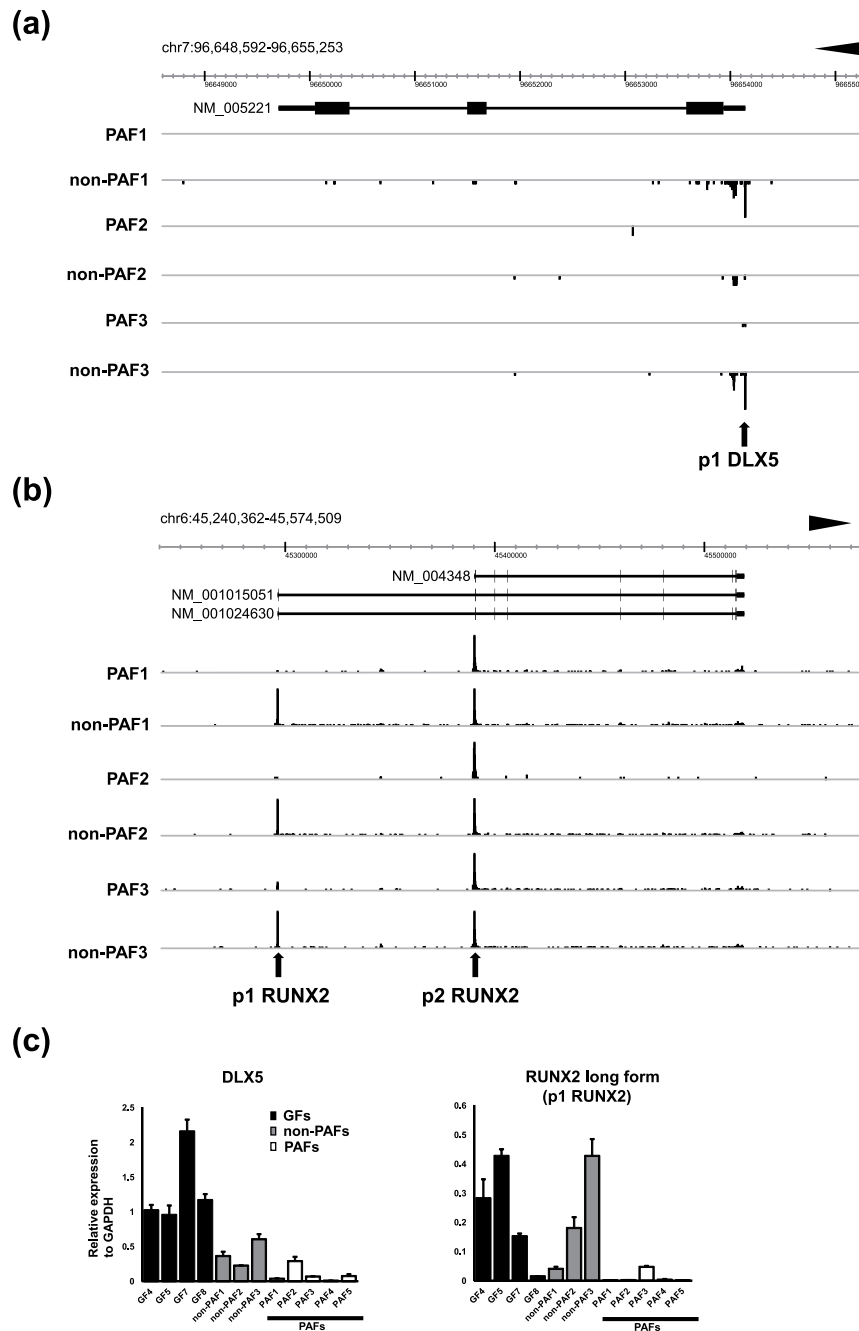 (a)
chr7:96,648,592-96,655,253
96649000 96650000 96651000 96652000 96653000 96654000 96655000
NM_005221
PAF1
non-PAF1
PAF2
non-PAF2
PAF3
non-PAF3
p1 DLX5
(b)
chr6:45,240,362-45,574,509
45300000 45400000 45500000
NM_004348
NM_001015051
NM_001024630
PAF1
non-PAF1
PAF2
non-PAF2
PAF3
non-PAF3
p1 RUNX2 p2 RUNX2
(c)
DLX5
Relative expression
to GAPDH
2.5
2
1.5
1
0.5
0
GFs
non-PAFs
PAFs
GF4 GF5 GF7 GF8 non-PAF1 non-PAF2 non-PAF3 PAF1 PAF2 PAF3 PAF4 PAF5
PAFs
RUNX2 long form
(p1 RUNX2)
0.6
0.5
0.4
0.3
0.2
0.1
0
GF4 GF5 GF7 GF8 non-PAF1 non-PAF2 non-PAF3 PAF1 PAF2 PAF3 PAF4 PAF5
PAFs